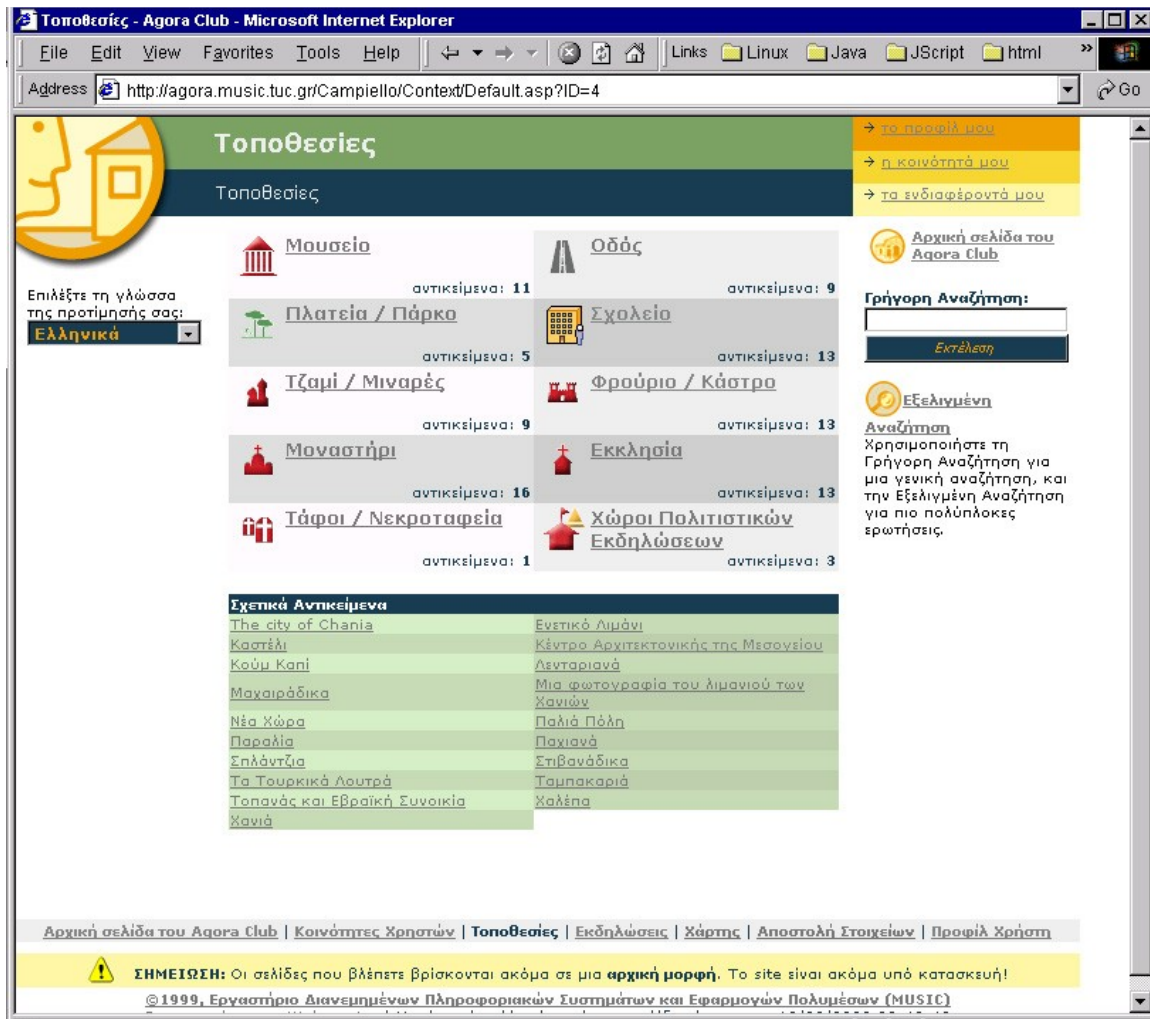 Τοποθεσίες - Agora Club - Microsoft Internet Explorer
File Edit View Favorites Tools Help Links Linux Java JScript html »
Address http://agora.music.tuc.gr/Campiello/Context/Default.asp?ID=4 Go
Τοποθεσίες
Τοποθεσίες
→ το προφίλ μου
→ η κοινότητά μου
→ τα ενδιαφέροντά μου
Επιλέξτε τη γλώσσα
της προτίμησής σας:
Ελληνικά
Μουσείο
αντικείμενα: 11
Οδός
αντικείμενα: 9
Πλατεία / Πάρκο
αντικείμενα: 5
Σχολείο
αντικείμενα: 13
Τζαμί / Μιναρές
αντικείμενα: 9
Φρούριο / Κάστρο
αντικείμενα: 13
Μοναστήρι
αντικείμενα: 16
Εκκλησία
αντικείμενα: 13
Τάφοι / Νεκροταφεία
αντικείμενα: 1
Χώροι Πολιτιστικών
Εκδηλώσεων
αντικείμενα: 3
Αρχική σελίδα του
Agora Club
Γρήγορη Αναζήτηση:
Εκτέλεση
Εξελιγμένη
Αναζήτηση
Χρησιμοποιήστε τη
Γρήγορη Αναζήτηση για
μια γενική αναζήτηση, και
την Εξελιγμένη Αναζήτηση
για πιο πολύπλοκες
ερωτήσεις.
Σχετικά Αντικείμενα
The city of Chania
Ενετικό Λιμάνι
Καστέλι
Κέντρο Αρχιτεκτονικής της Μεσογείου
Κούμ Καπί
Λενταριανά
Μαχαιράδικα
Μια φωτογραφία του λιμανιού των
Χανιών
Νέα Χώρα
Παλιά Πόλη
Παραλία
Παχιανά
Σπλάντζια
Στιβανάδικα
Τα Τουρκικά Λουτρά
Ταμπακαριά
Τοπανάς και Εβραϊκή Συνοικία
Χαλέπα
Χανιά
Αρχική σελίδα του Agora Club | Κοινότητες Χρηστών | Τοποθεσίες | Εκδηλώσεις | Χάρτης | Αποστολή Στοιχείων | Προφίλ Χρήστη
ΣΗΜΕΙΩΣΗ: Οι σελίδες που βλέπετε βρίσκονται ακόμα σε μια αρχική μορφή. Το site είναι ακόμα υπό κατασκευή!
©1999, Εργαστήριο Διανεμημένων Πληροφοριακών Συστημάτων και Εφαρμογών Πολυμέσων (MUSIC)